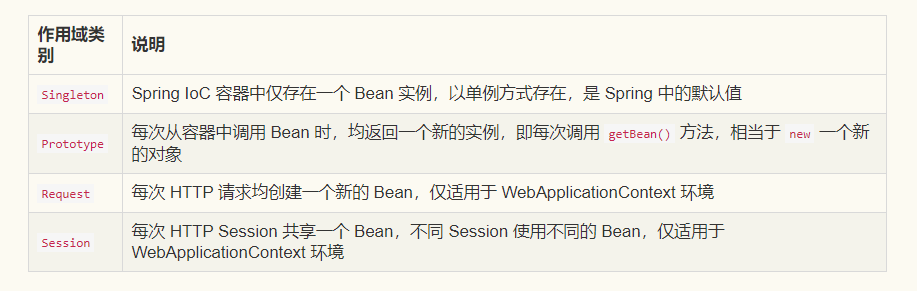 作用域类
别
说明
Singleton
Spring IoC 容器中仅存在一个 Bean 实例，以单例方式存在，是 Spring 中的默认值
Prototype
每次从容器中调用 Bean 时，均返回一个新的实例，即每次调用 getBean() 方法，相当于 new 一个新
的对象
Request
每次 HTTP 请求均创建一个新的 Bean，仅适用于 WebApplicationContext 环境
Session
每次 HTTP Session 共享一个 Bean，不同 Session 使用不同的 Bean，仅适用于
WebApplicationContext 环境